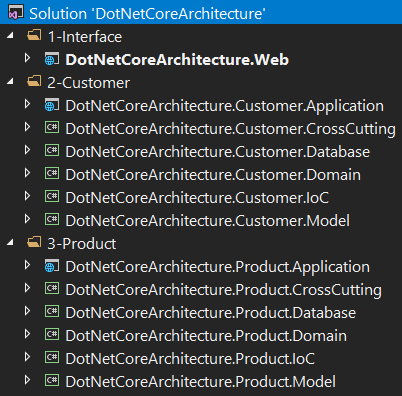 Solution 'DotNetCoreArchitecture'
1-Interface
DotNetCoreArchitecture.Web
2-Customer
DotNetCoreArchitecture.Customer.Application
C# DotNetCoreArchitecture.Customer.CrossCutting
C# DotNetCoreArchitecture.Customer.Database
C# DotNetCoreArchitecture.Customer.Domain
C# DotNetCoreArchitecture.Customer.IoC
C# DotNetCoreArchitecture.Customer.Model
3-Product
DotNetCoreArchitecture.Product.Application
C# DotNetCoreArchitecture.Product.CrossCutting
C# DotNetCoreArchitecture.Product.Database
C# DotNetCoreArchitecture.Product.Domain
C# DotNetCoreArchitecture.Product.IoC
C# DotNetCoreArchitecture.Product.Model